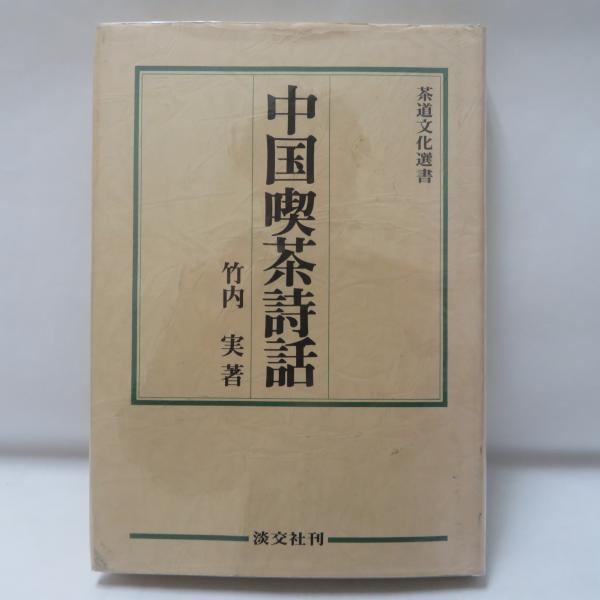 茶道文化選書
中国喫茶詩話
竹内 実 著
淡交社刊